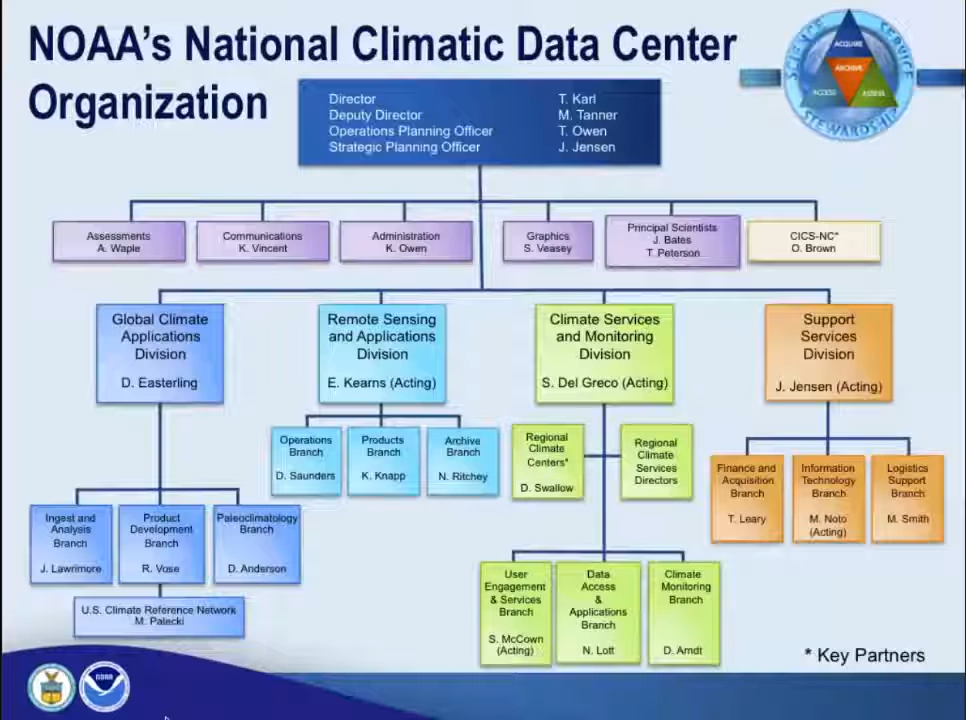 NOAA's National Climatic Data Center
Organization
Director T. Karl
Deputy Director M. Tanner
Operations Planning Officer T. Owen
Strategic Planning Officer J. Jensen
SCIENCE SERVICE
STEWARDSHIP
ACQUIRE
ARCHIVE
ACCESS
ASSESS
Assessments
A. Waple
Communications
K. Vincent
Administration
K. Owen
Graphics
S. Veasey
Principal Scientists
J. Bates
T. Peterson
CICS-NC*
O. Brown
Global Climate
Applications
Division
D. Easterling
Remote Sensing
and Applications
Division
E. Kearns (Acting)
Climate Services
and Monitoring
Division
S. Del Greco (Acting)
Support
Services
Division
J. Jensen (Acting)
Operations
Branch
D. Saunders
Products
Branch
K. Knapp
Archive
Branch
N. Ritchey
Regional
Climate
Centers*
D. Swallow
Regional
Climate
Services
Directors
Finance and
Acquisition
Branch
T. Leary
Information
Technology
Branch
M. Noto
(Acting)
Logistics
Support
Branch
M. Smith
Ingest and
Analysis
Branch
J. Lawrimore
Product
Development
Branch
R. Vose
Paleoclimatology
Branch
D. Anderson
U.S. Climate Reference Network
M. Palecki
User
Engagement
& Services
Branch
S. McCown
(Acting)
Data
Access
&
Applications
Branch
N. Lott
Climate
Monitoring
Branch
D. Arndt
* Key Partners
NOAA